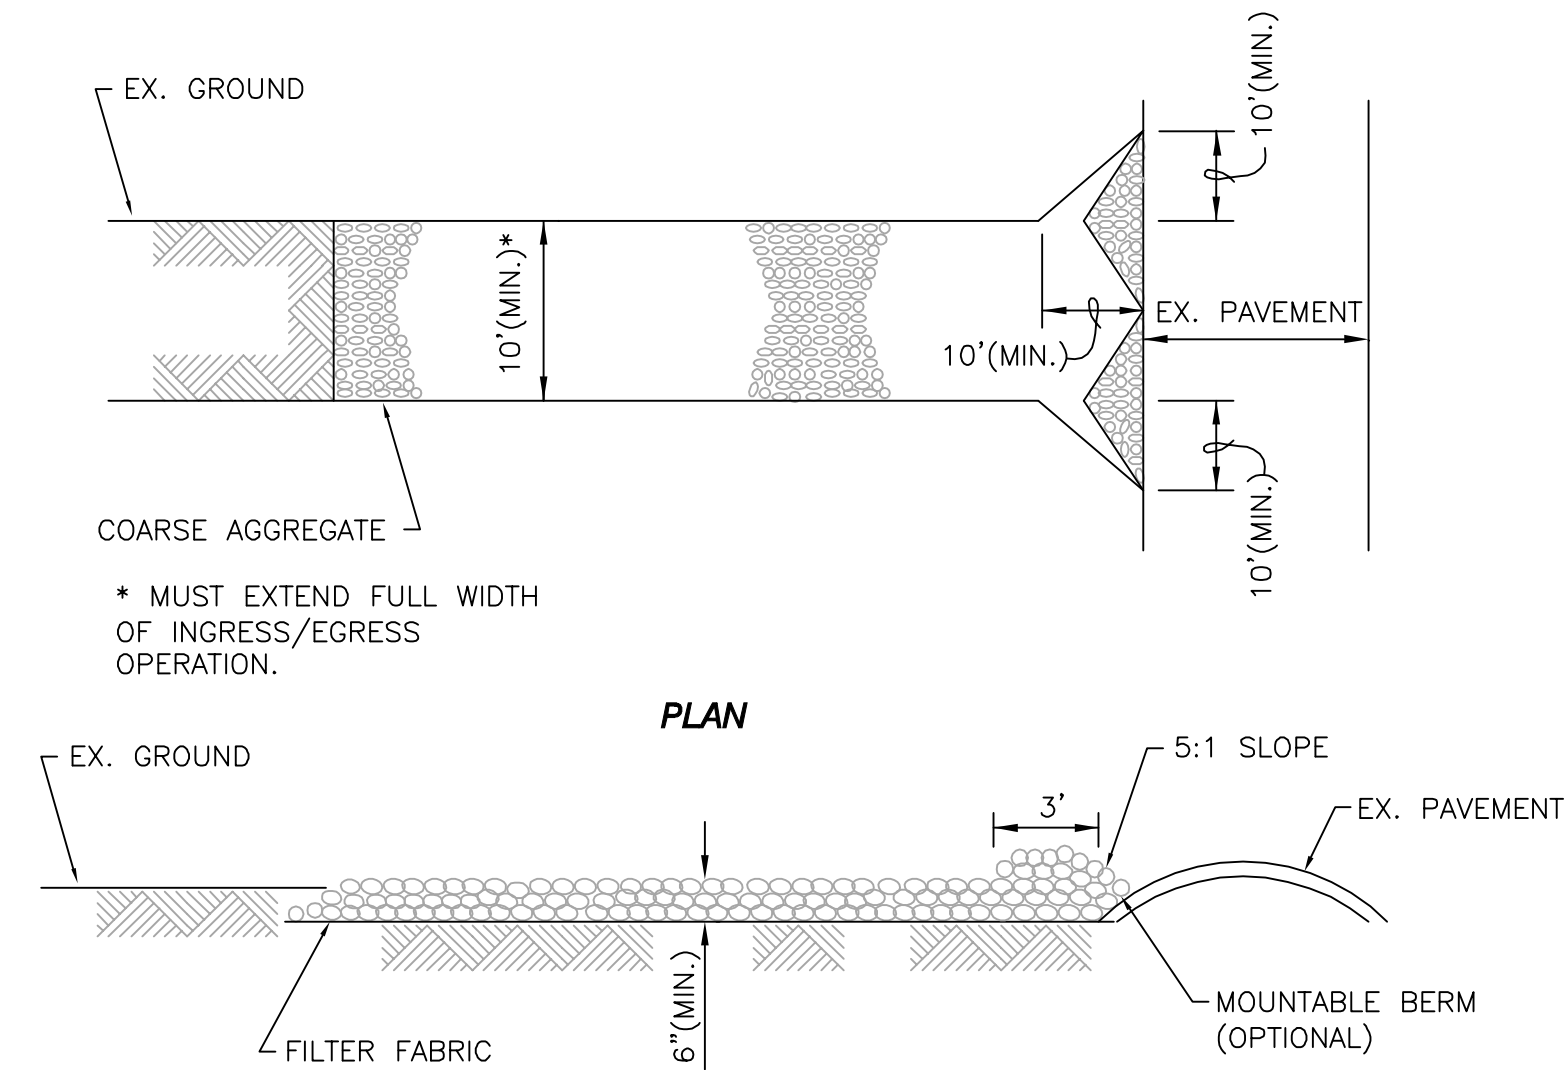 EX. GROUND
10'(MIN.)
10'(MIN.)*
EX. PAVEMENT
10'(MIN.)
10'(MIN.)
COARSE AGGREGATE
* MUST EXTEND FULL WIDTH
OF INGRESS/EGRESS
OPERATION.
PLAN
EX. GROUND
5:1 SLOPE
3'
EX. PAVEMENT
6"(MIN.)
MOUNTABLE BERM
(OPTIONAL)
FILTER FABRIC